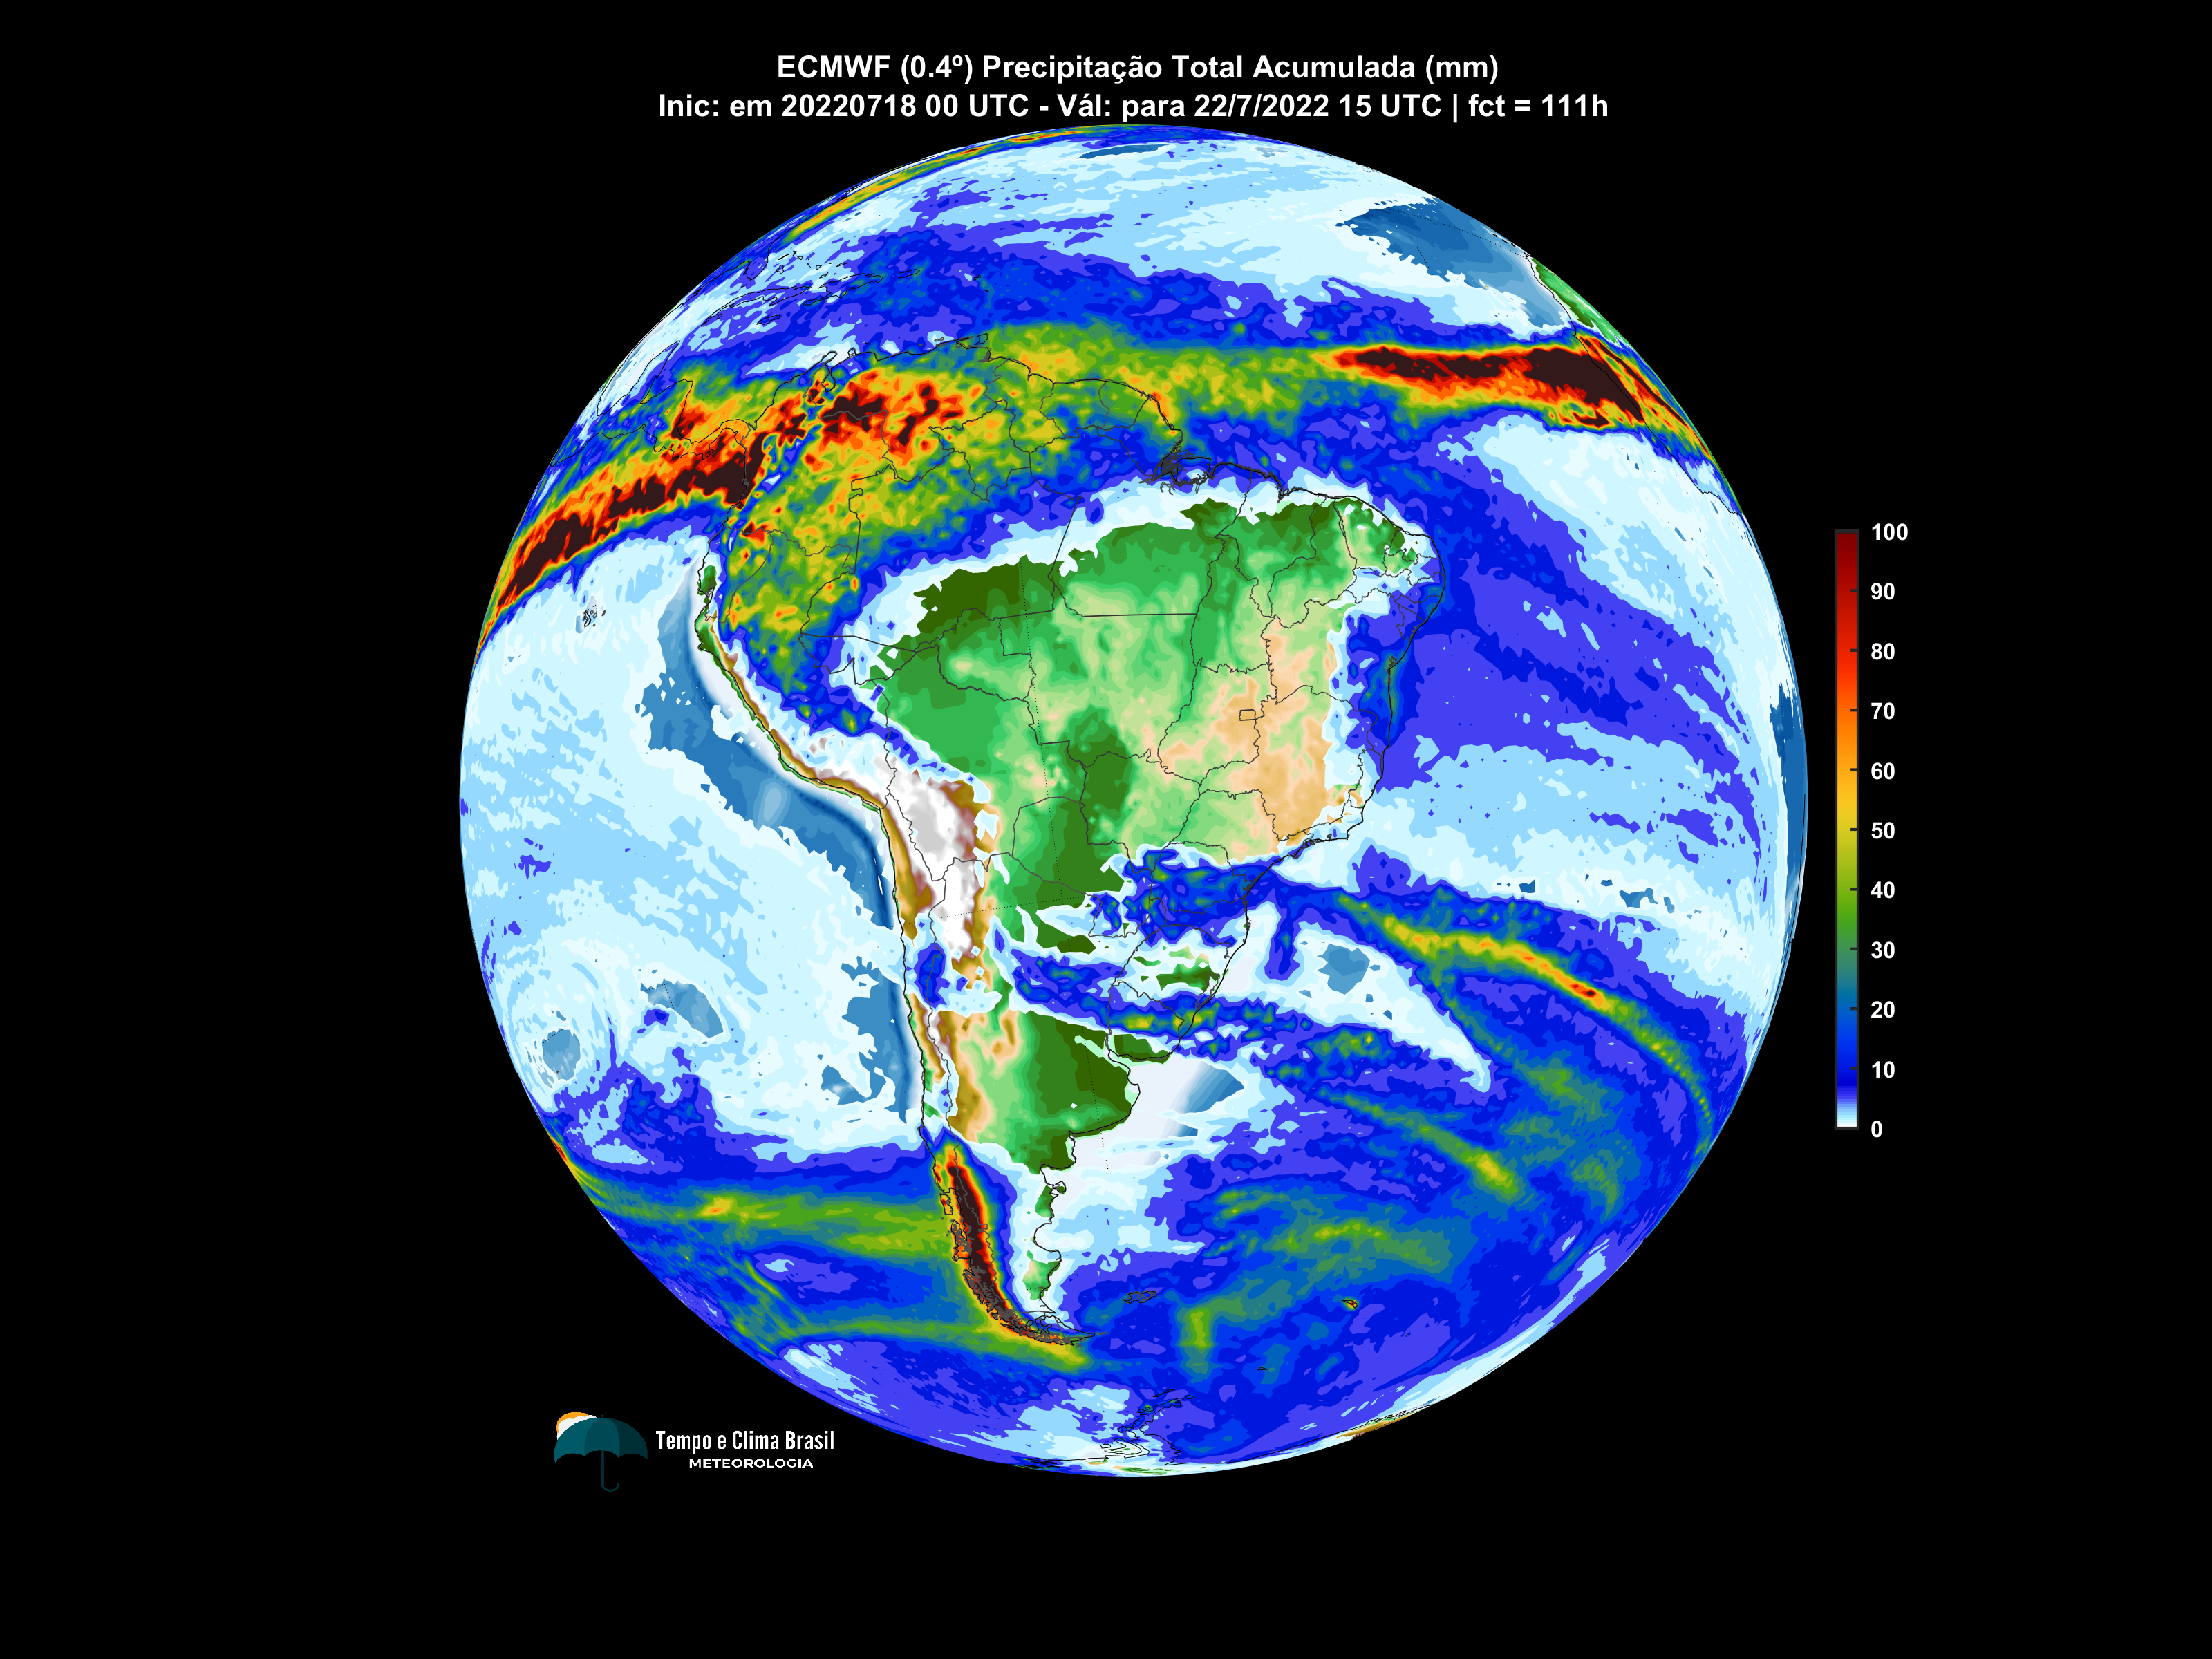 ECMWF (0.4º) Precipitação Total Acumulada (mm)
Inic: em 20220718 00 UTC - Vál: para 22/7/2022 15 UTC | fct = 111h
100
90
80
70
60
50
40
30
20
10
0
Tempo e Clima Brasil
METEOROLOGIA